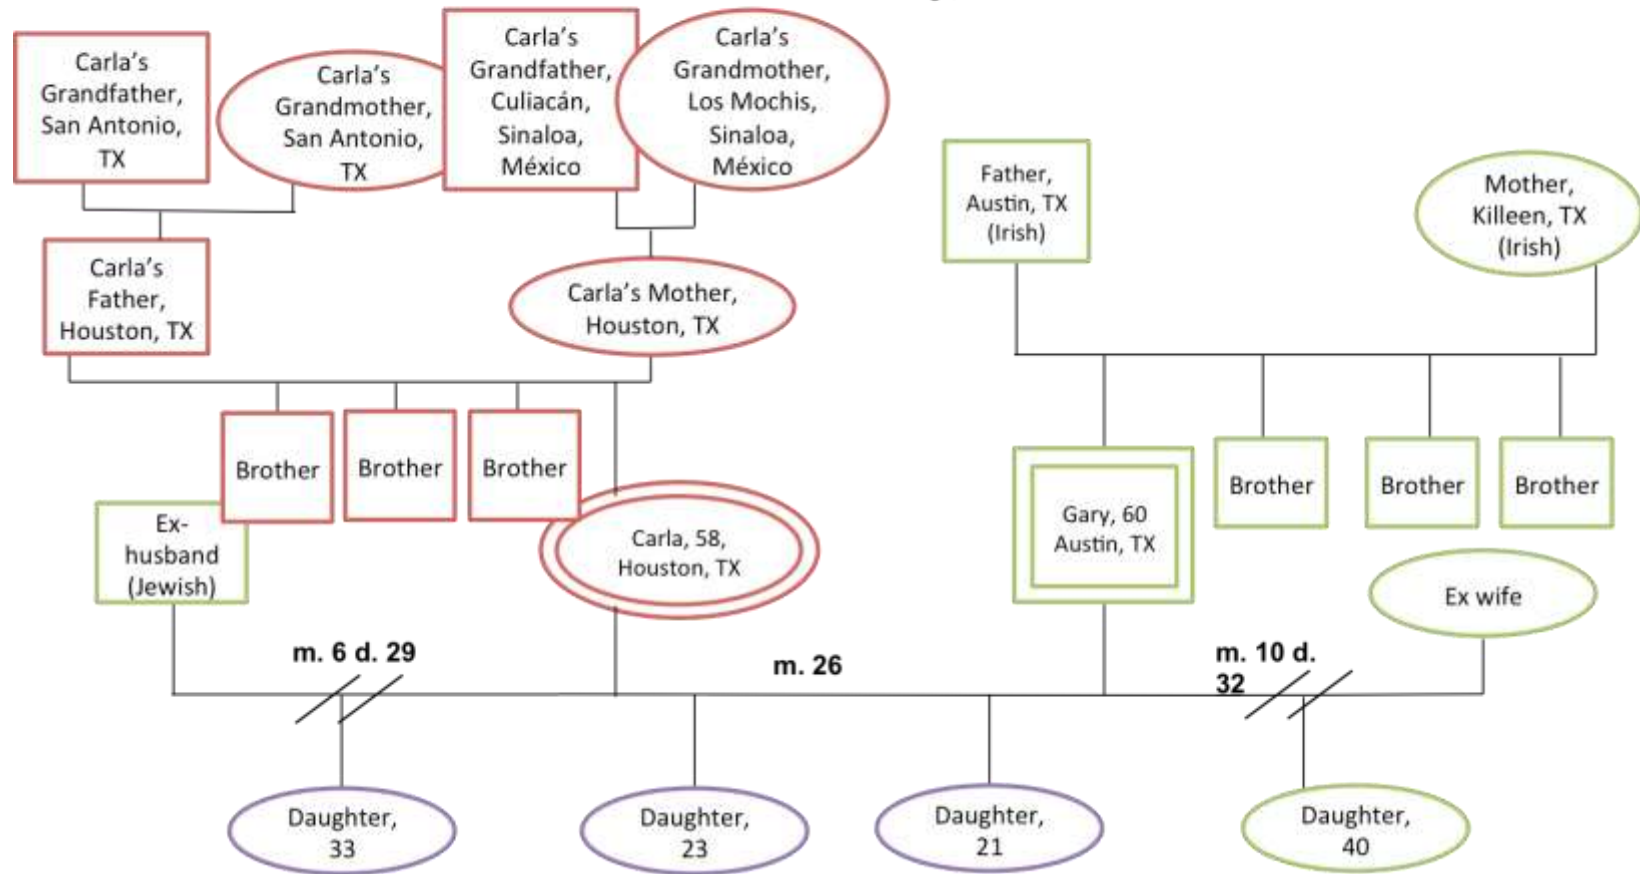 Carla's
Grandfather,
San Antonio,
TX
Carla's
Grandmother,
San Antonio,
TX
Carla's
Grandfather,
Culiacán,
Sinaloa,
México
Carla's
Grandmother,
Los Mochis,
Sinaloa,
México
Father,
Austin, TX
(Irish)
Mother,
Killeen, TX
(Irish)
Carla's
Father,
Houston, TX
Carla's Mother,
Houston, TX
Brother
Brother
Brother
Ex-
husband
(Jewish)
Carla, 58,
Houston, TX
Gary, 60
Austin, TX
Brother
Brother
Brother
Ex wife
m. 6 d. 29
m. 26
m. 10 d.
32
Daughter,
33
Daughter,
23
Daughter,
21
Daughter,
40